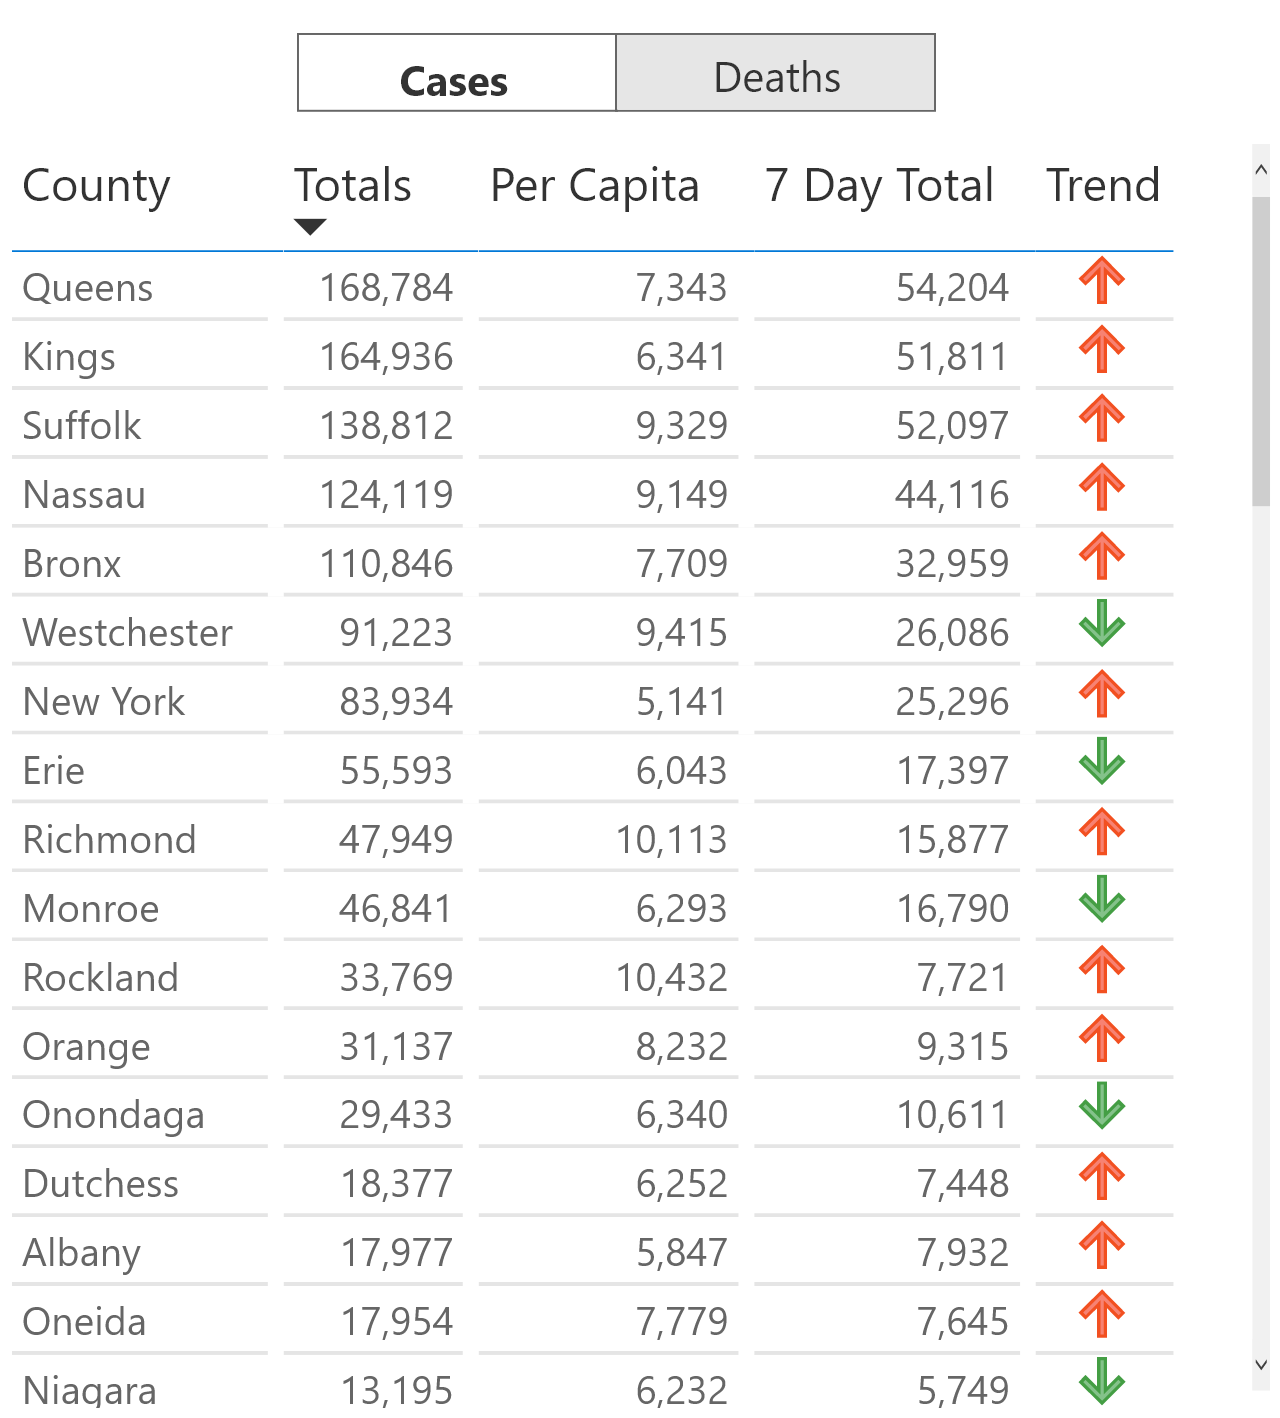 Cases Deaths
County Totals Per Capita 7 Day Total Trend
Queens 168,784 7,343 54,204
Kings 164,936 6,341 51,811
Suffolk 138,812 9,329 52,097
Nassau 124,119 9,149 44,116
Bronx 110,846 7,709 32,959
Westchester 91,223 9,415 26,086
New York 83,934 5,141 25,296
Erie 55,593 6,043 17,397
Richmond 47,949 10,113 15,877
Monroe 46,841 6,293 16,790
Rockland 33,769 10,432 7,721
Orange 31,137 8,232 9,315
Onondaga 29,433 6,340 10,611
Dutchess 18,377 6,252 7,448
Albany 17,977 5,847 7,932
Oneida 17,954 7,779 7,645
Niagara 13,195 6,232 5,749